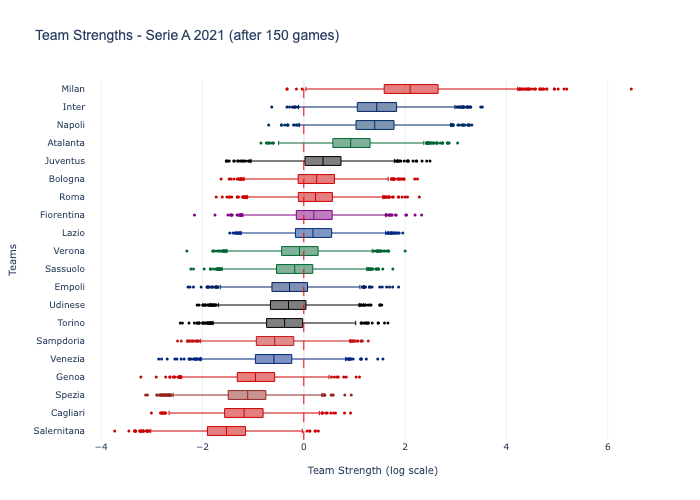 Team Strengths - Serie A 2021 (after 150 games)
Milan
Inter
Napoli
Atalanta
Juventus
Bologna
Roma
Fiorentina
Lazio
Verona
Sassuolo
Empoli
Udinese
Torino
Sampdoria
Venezia
Genoa
Spezia
Cagliari
Salernitana
Teams
−4 −2 0 2 4 6
Team Strength (log scale)